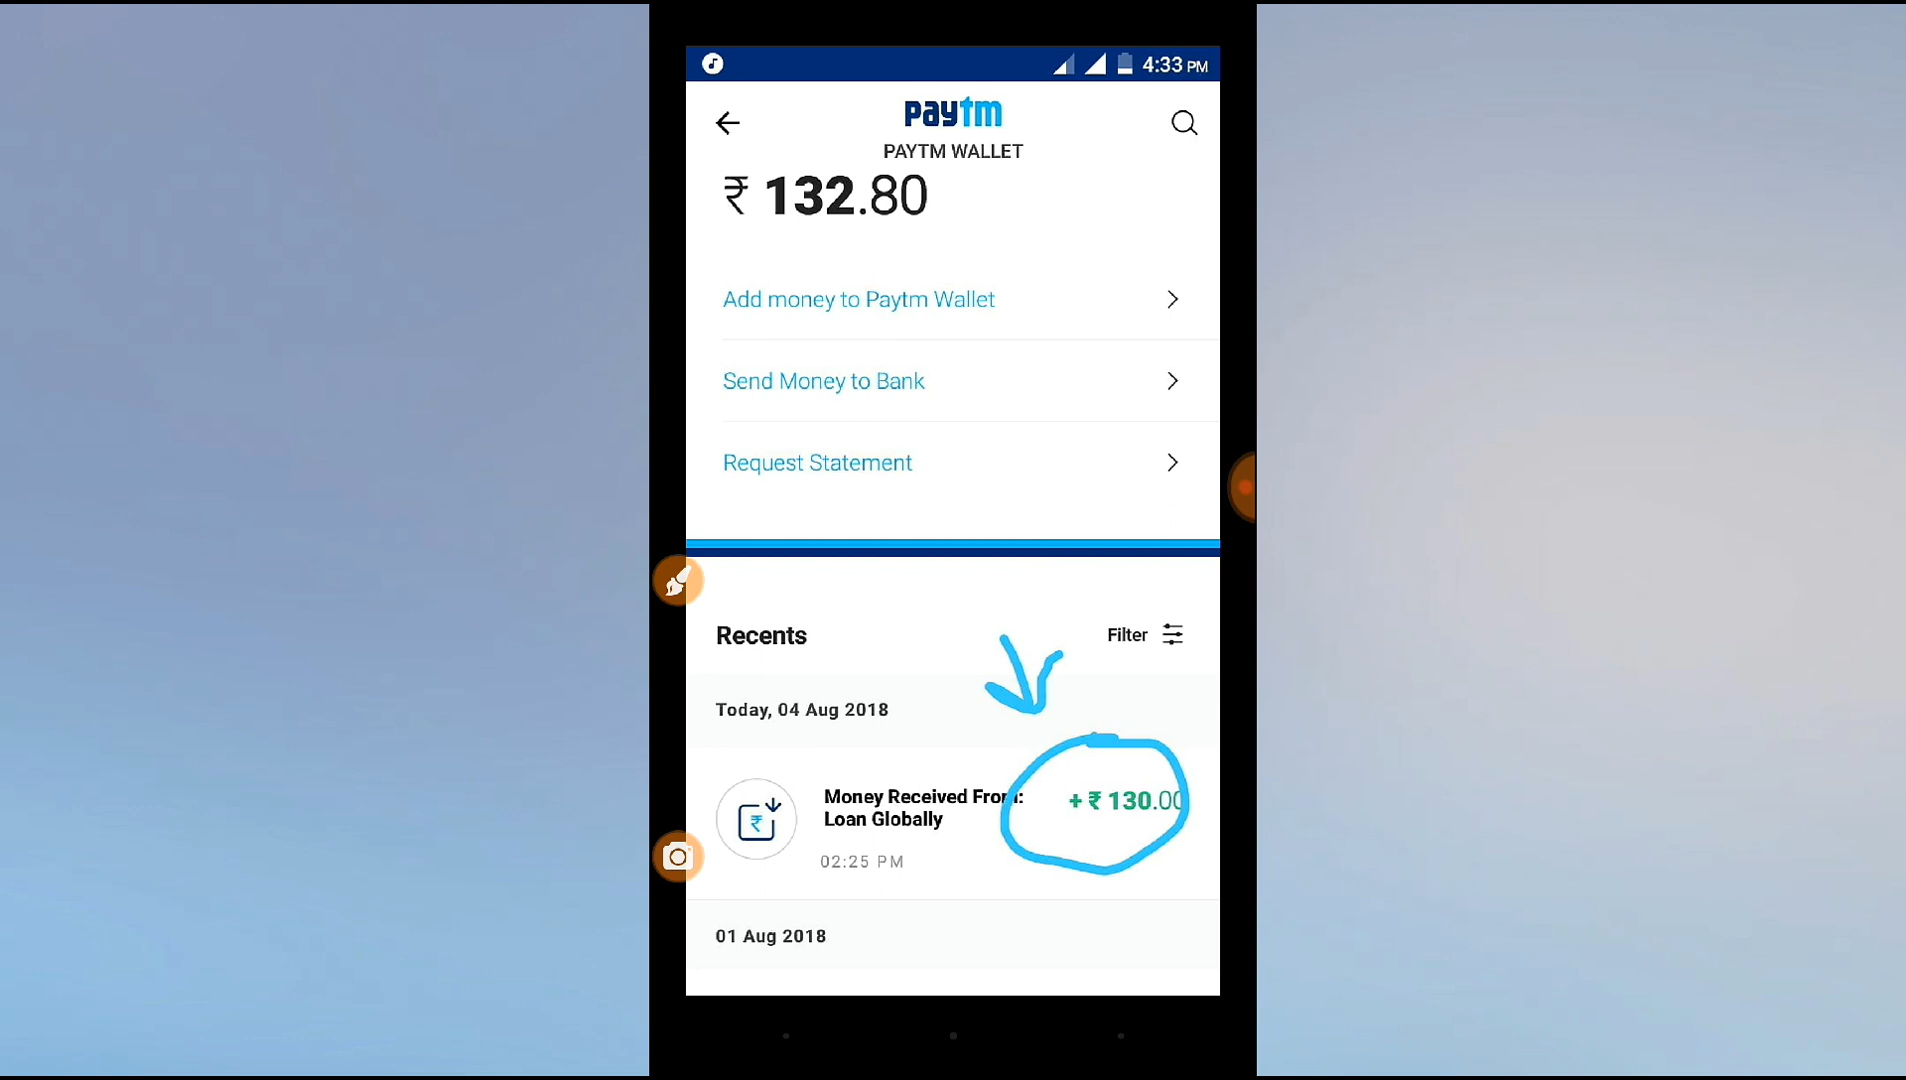 4:33 PM
paytm
PAYTM WALLET
₹ 132.80
Add money to Paytm Wallet
Send Money to Bank
Request Statement
Recents
Filter
Today, 04 Aug 2018
Money Received From: + ₹ 130.00
Loan Globally
02:25 PM
01 Aug 2018